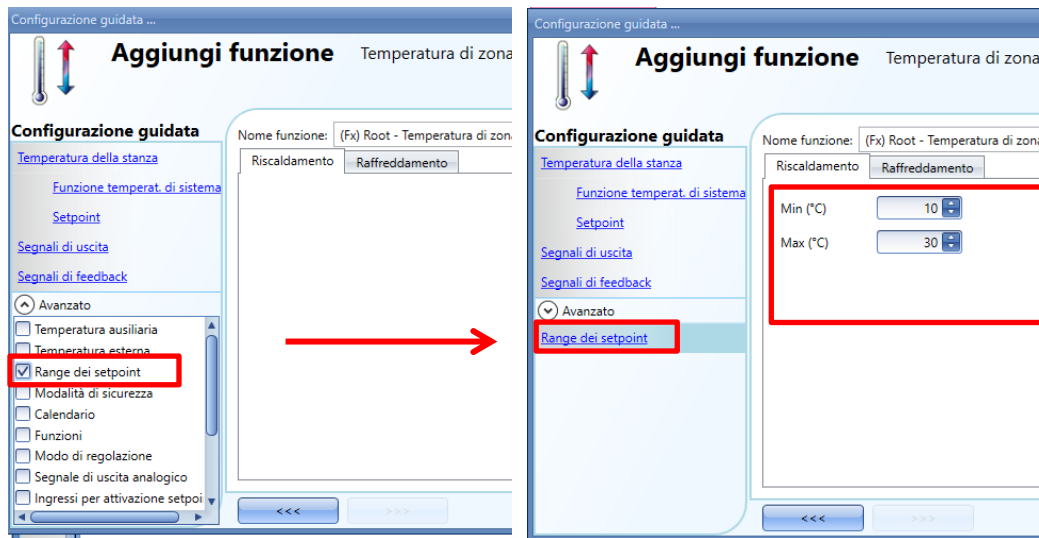 Configurazione guidata ...
Aggiungi funzione Temperatura di zona
Configurazione guidata
Nome funzione: (Fx) Root - Temperatura di zon
Temperatura della stanza
Riscaldamento Raffreddamento
Funzione temperat. di sistema
Setpoint
Segnali di uscita
Segnali di feedback
Avanzato
Temperatura ausiliaria
Temperatura esterna
Range dei setpoint
Modalità di sicurezza
Calendario
Funzioni
Modo di regolazione
Segnale di uscita analogico
Ingressi per attivazione setpoi
<<< >>>
Configurazione guidata ...
Aggiungi funzione Temperatura di zona
Configurazione guidata
Nome funzione: (Fx) Root - Temperatura di zona
Temperatura della stanza
Riscaldamento Raffreddamento
Funzione temperat. di sistema
Setpoint
Segnali di uscita
Segnali di feedback
Avanzato
Range dei setpoint
Min (°C) 10
Max (°C) 30
<<< >>>